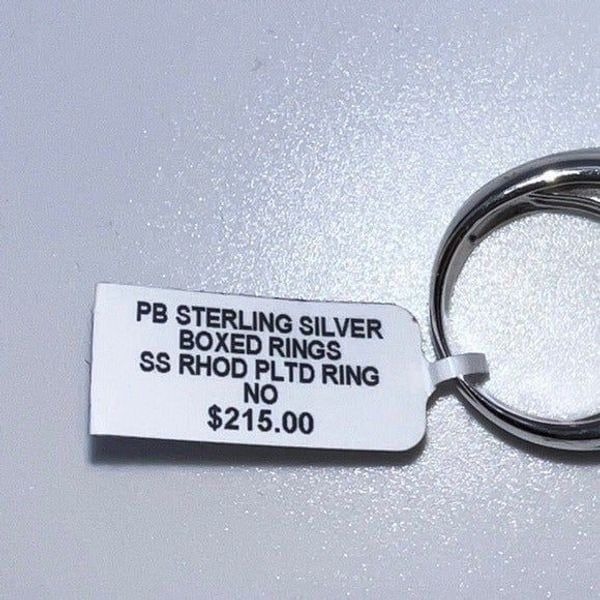 PB STERLING SILVER
BOXED RINGS
SS RHOD PLTD RING
NO
$215.00